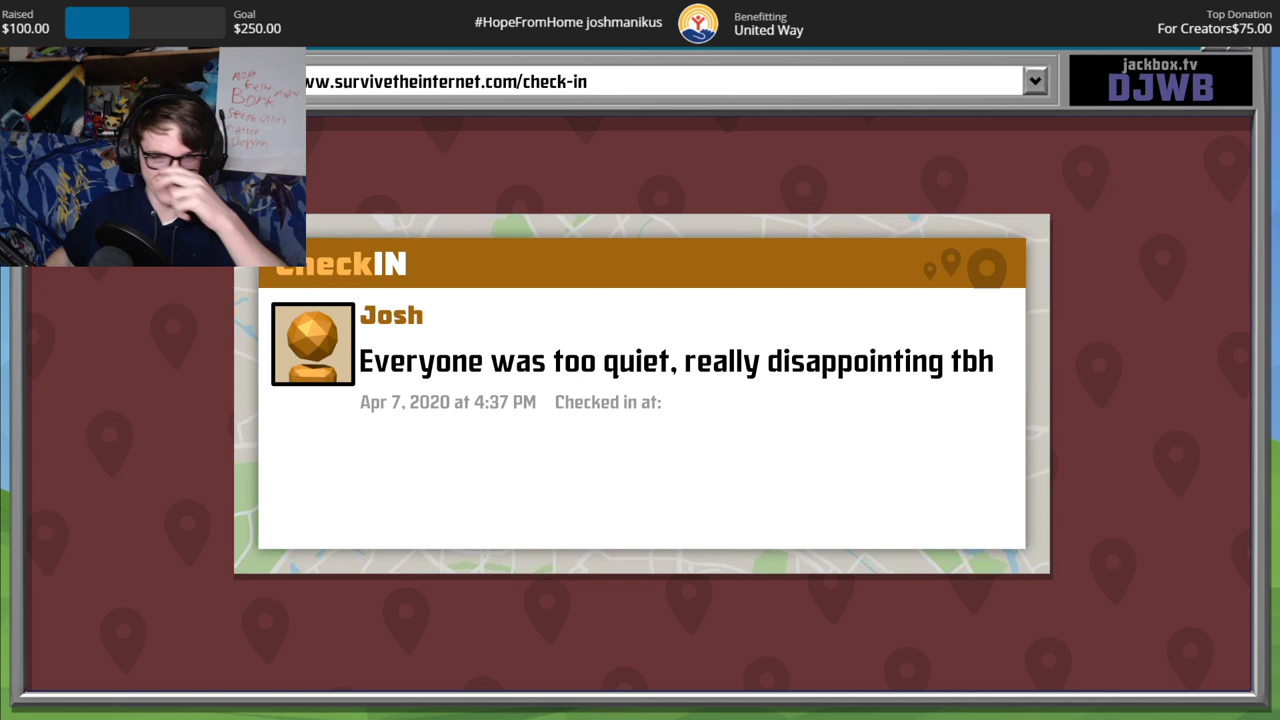 Raised
$100.00
Goal
$250.00
#HopeFromHome joshmanikus
Benefitting
United Way
Top Donation
For Creators$75.00
ww.survivetheinternet.com/check-in
jackbox.tv
DJWB
Bork
CheckIN
Josh
Everyone was too quiet, really disappointing tbh
Apr 7, 2020 at 4:37 PM Checked in at: